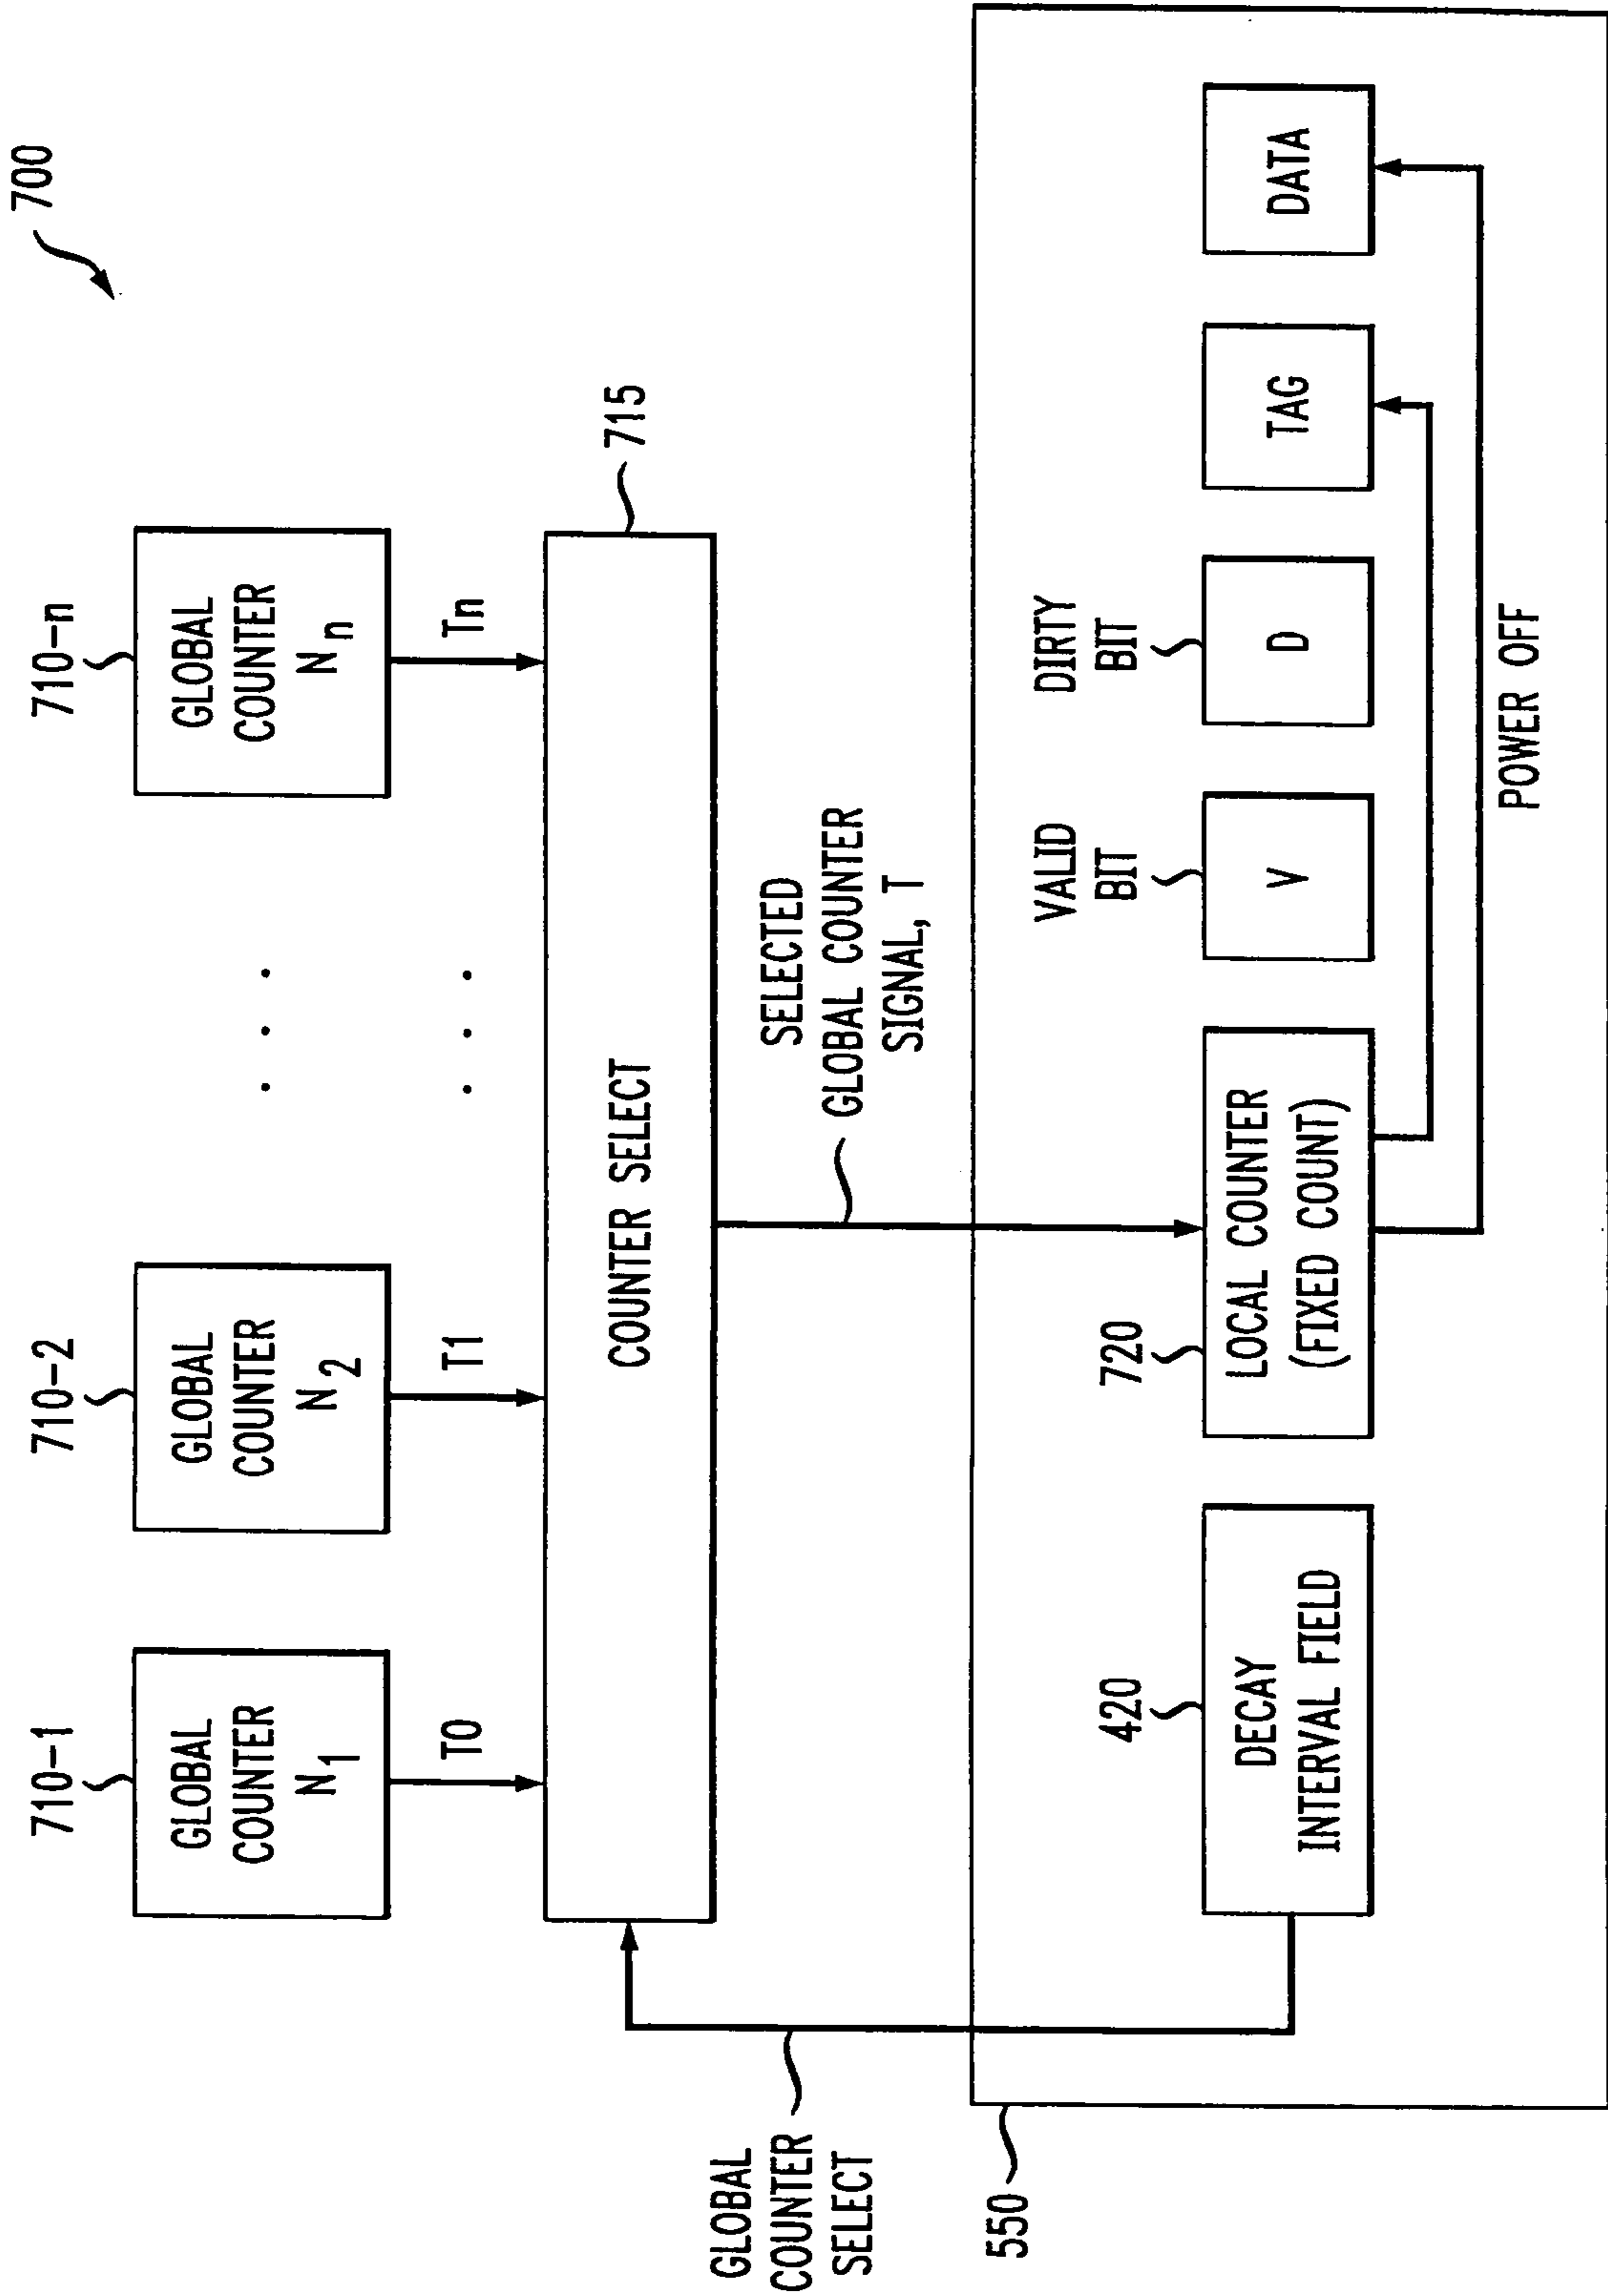 700
710-1
710-2
710-n
GLOBAL
COUNTER
N1
GLOBAL
COUNTER
N2
. . .
GLOBAL
COUNTER
Nn
T0
T1
. . .
Tn
COUNTER SELECT
715
GLOBAL
COUNTER
SELECT
SELECTED
GLOBAL COUNTER
SIGNAL, T
550
420
DECAY
INTERVAL FIELD
720
LOCAL COUNTER
(FIXED COUNT)
VALID
BIT
V
DIRTY
BIT
D
TAG
DATA
POWER OFF